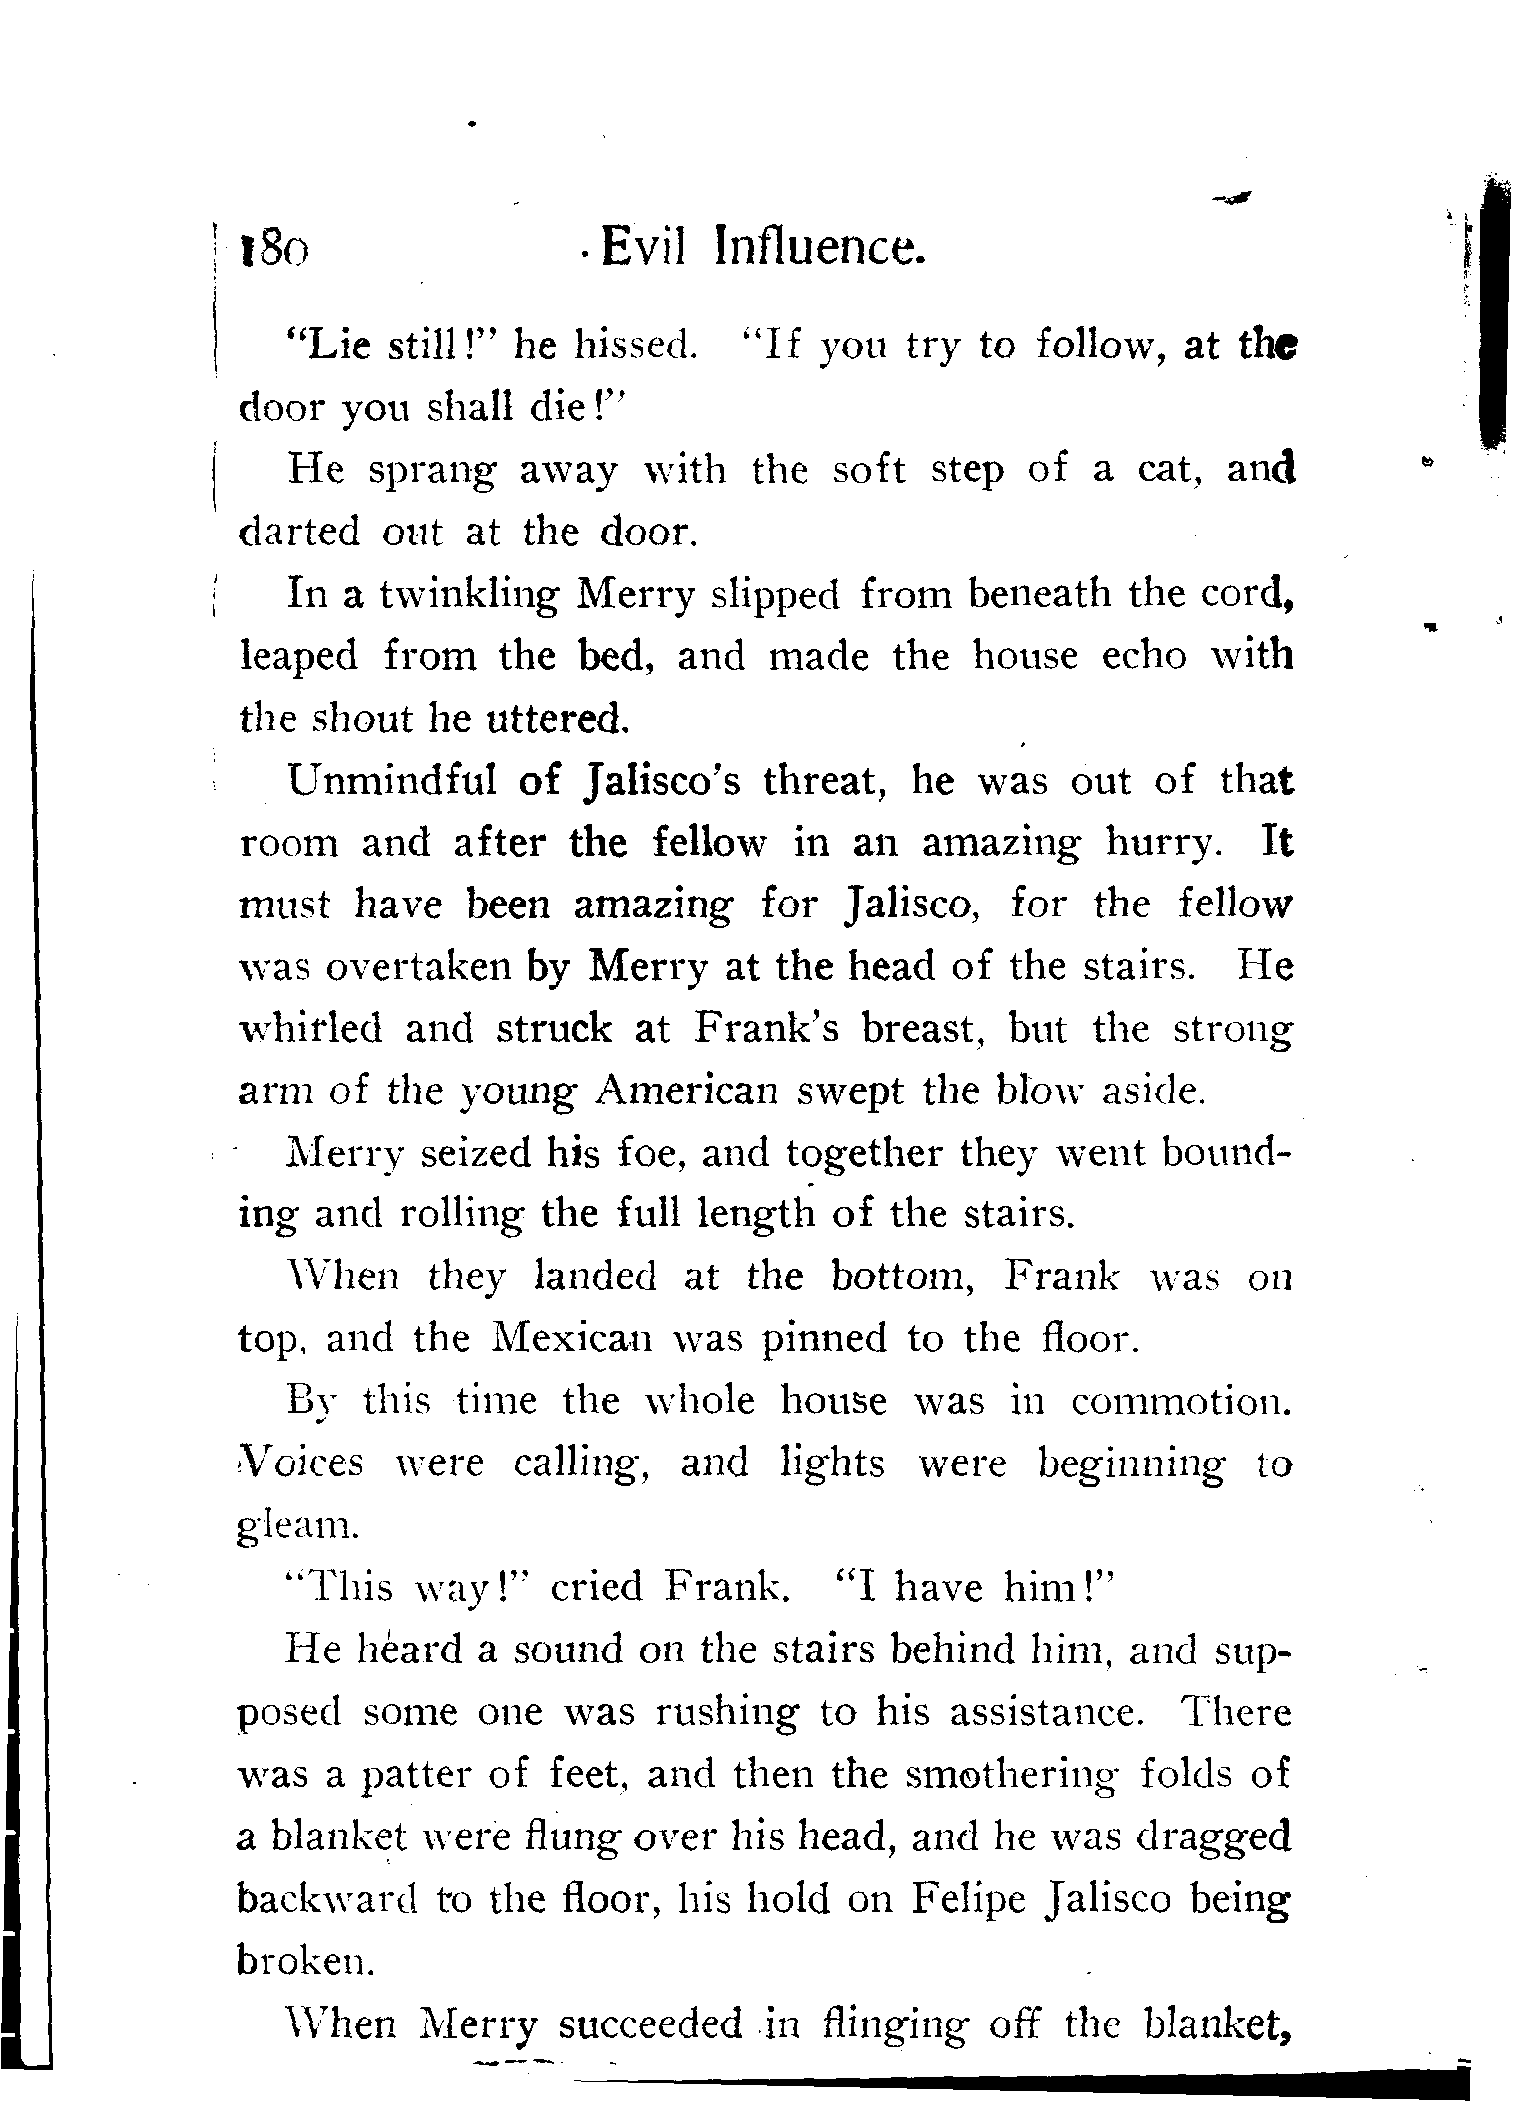 180 Evil Influence.
"Lie still!" he hissed. "If you try to follow, at the
door you shall die!"
He sprang away with the soft step of a cat, and
darted out at the door.
In a twinkling Merry slipped from beneath the cord,
leaped from the bed, and made the house echo with
the shout he uttered.
Unmindful of Jalisco's threat, he was out of that
room and after the fellow in an amazing hurry. It
must have been amazing for Jalisco, for the fellow
was overtaken by Merry at the head of the stairs. He
whirled and struck at Frank's breast, but the strong
arm of the young American swept the blow aside.
Merry seized his foe, and together they went bound-
ing and rolling the full length of the stairs.
When they landed at the bottom, Frank was on
top, and the Mexican was pinned to the floor.
By this time the whole house was in commotion.
Voices were calling, and lights were beginning to
gleam.
"This way!" cried Frank. "I have him!"
He heard a sound on the stairs behind him, and sup-
posed some one was rushing to his assistance. There
was a patter of feet, and then the smothering folds of
a blanket were flung over his head, and he was dragged
backward to the floor, his hold on Felipe Jalisco being
broken.
When Merry succeeded in flinging off the blanket,